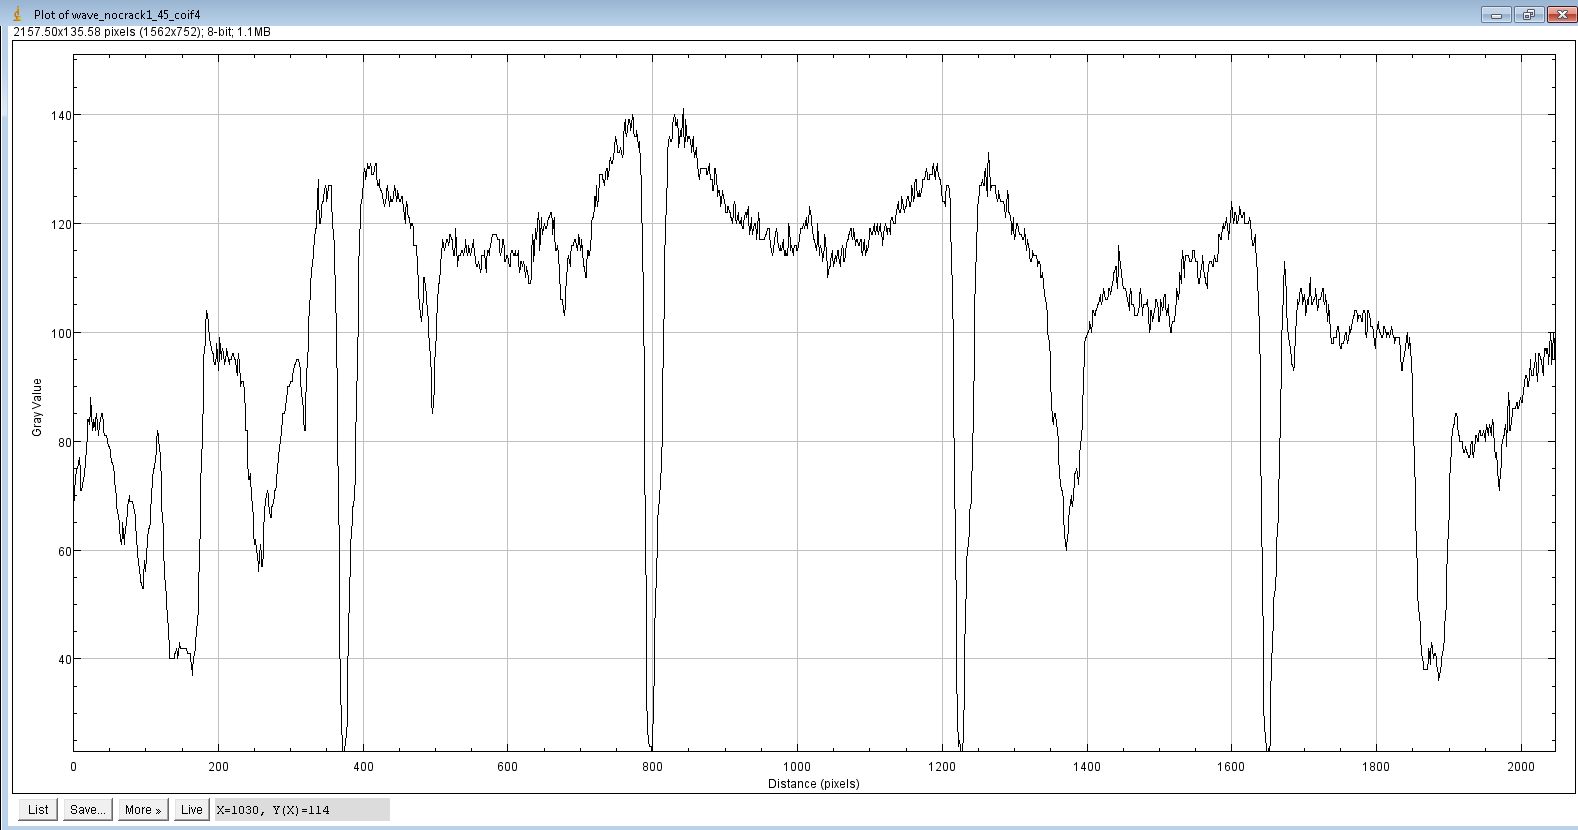 Plot of wave_nocrack1_45_coif4
2157.50x135.58 pixels (1562x752); 8-bit; 1.1MB
140
120
100
80
60
40
Gray Value
0 200 400 600 800 1000 1200 1400 1600 1800 2000
Distance (pixels)
List Save... More » Live X=1030, Y(X)=114